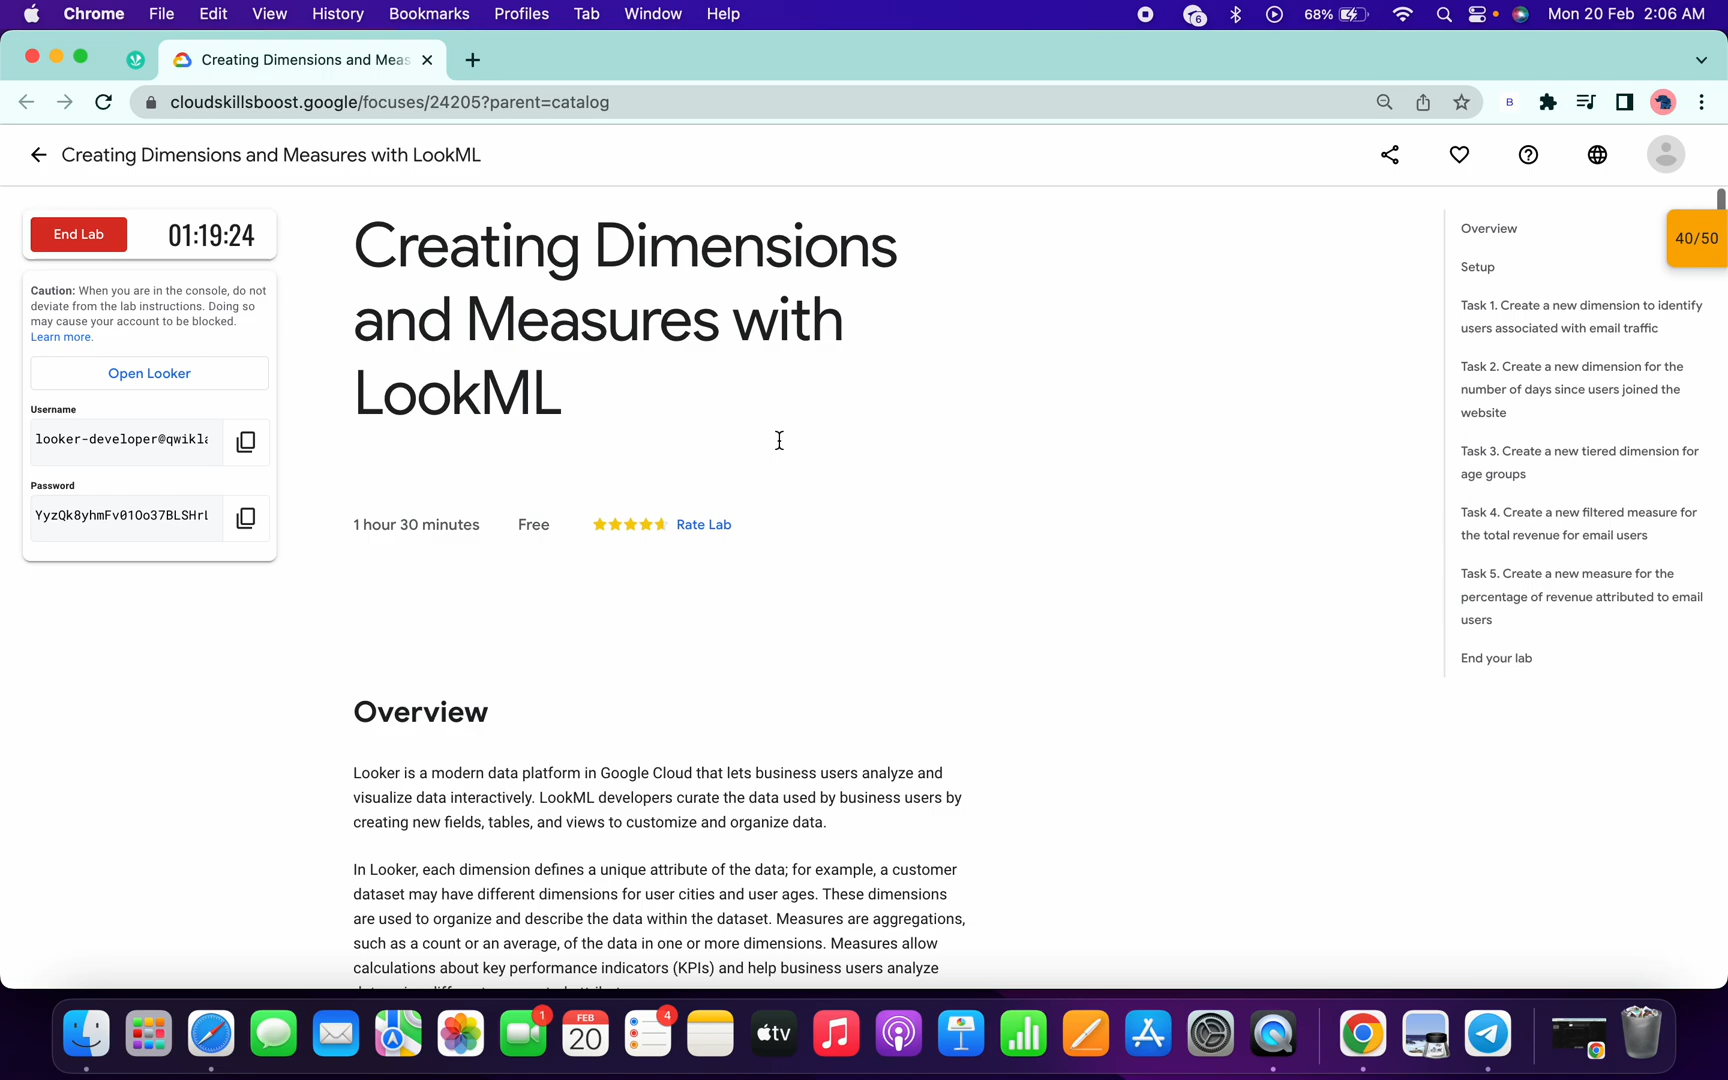 Chrome File Edit View History Bookmarks Profiles Tab Window Help
6
68%
Mon 20 Feb 2:06 AM
Creating Dimensions and Meas
cloudskillsboost.google/focuses/24205?parent=catalog
B
Creating Dimensions and Measures with LookML
End Lab
01:19:24
Caution: When you are in the console, do not
deviate from the lab instructions. Doing so
may cause your account to be blocked.
Learn more.
Open Looker
Username
looker-developer@qwikla
Password
Creating Dimensions
and Measures with
LookML
1 hour 30 minutes
Free
Rate Lab
Overview
Looker is a modern data platform in Google Cloud that lets business users analyze and
visualize data interactively. LookML developers curate the data used by business users by
creating new fields, tables, and views to customize and organize data.
In Looker, each dimension defines a unique attribute of the data; for example, a customer
dataset may have different dimensions for user cities and user ages. These dimensions
are used to organize and describe the data within the dataset. Measures are aggregations,
such as a count or an average, of the data in one or more dimensions. Measures allow
calculations about key performance indicators (KPIs) and help business users analyze
Overview
Setup
Task 1. Create a new dimension to identify
users associated with email traffic
Task 2. Create a new dimension for the
number of days since users joined the
website
Task 3. Create a new tiered dimension for
age groups
Task 4. Create a new filtered measure for
the total revenue for email users
Task 5. Create a new measure for the
percentage of revenue attributed to email
users
End your lab
40/50
1
FEB
20
4
tv